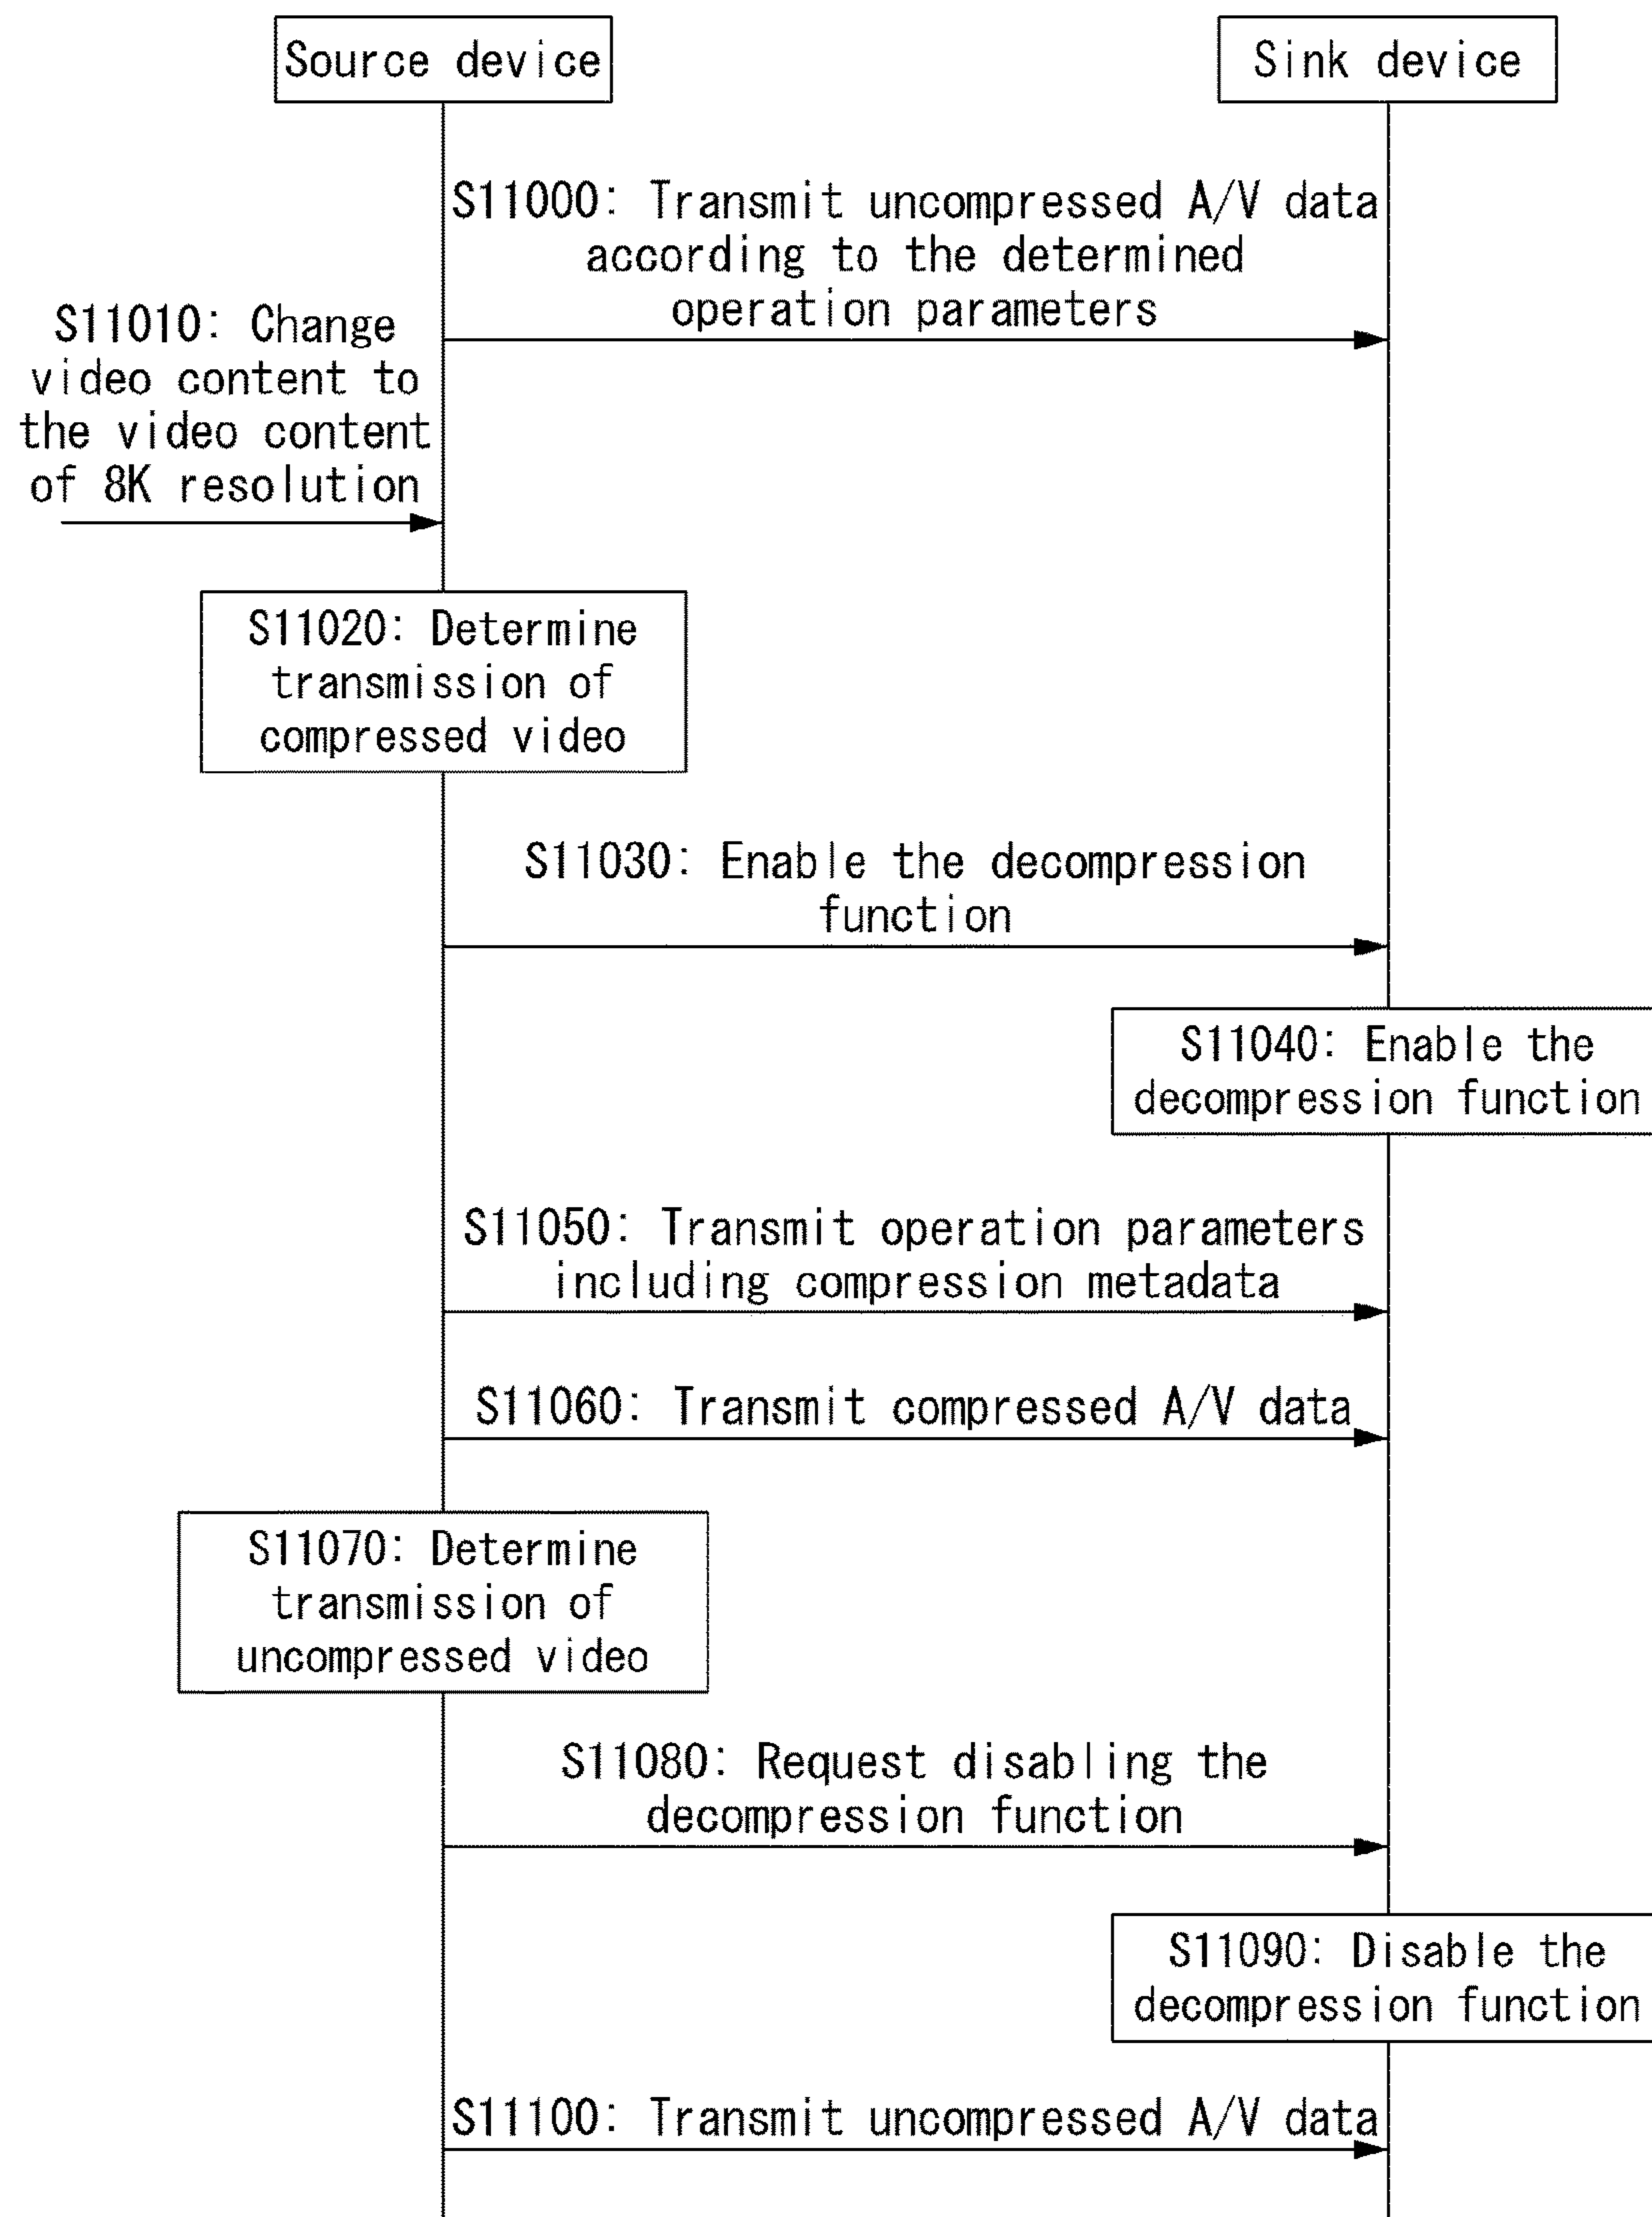 Source device
Sink device
S11000: Transmit uncompressed A/V data
according to the determined
operation parameters
S11010: Change
video content to
the video content
of 8K resolution
S11020: Determine
transmission of
compressed video
S11030: Enable the decompression
function
S11040: Enable the
decompression function
S11050: Transmit operation parameters
including compression metadata
S11060: Transmit compressed A/V data
S11070: Determine
transmission of
uncompressed video
S11080: Request disabling the
decompression function
S11090: Disable the
decompression function
S11100: Transmit uncompressed A/V data